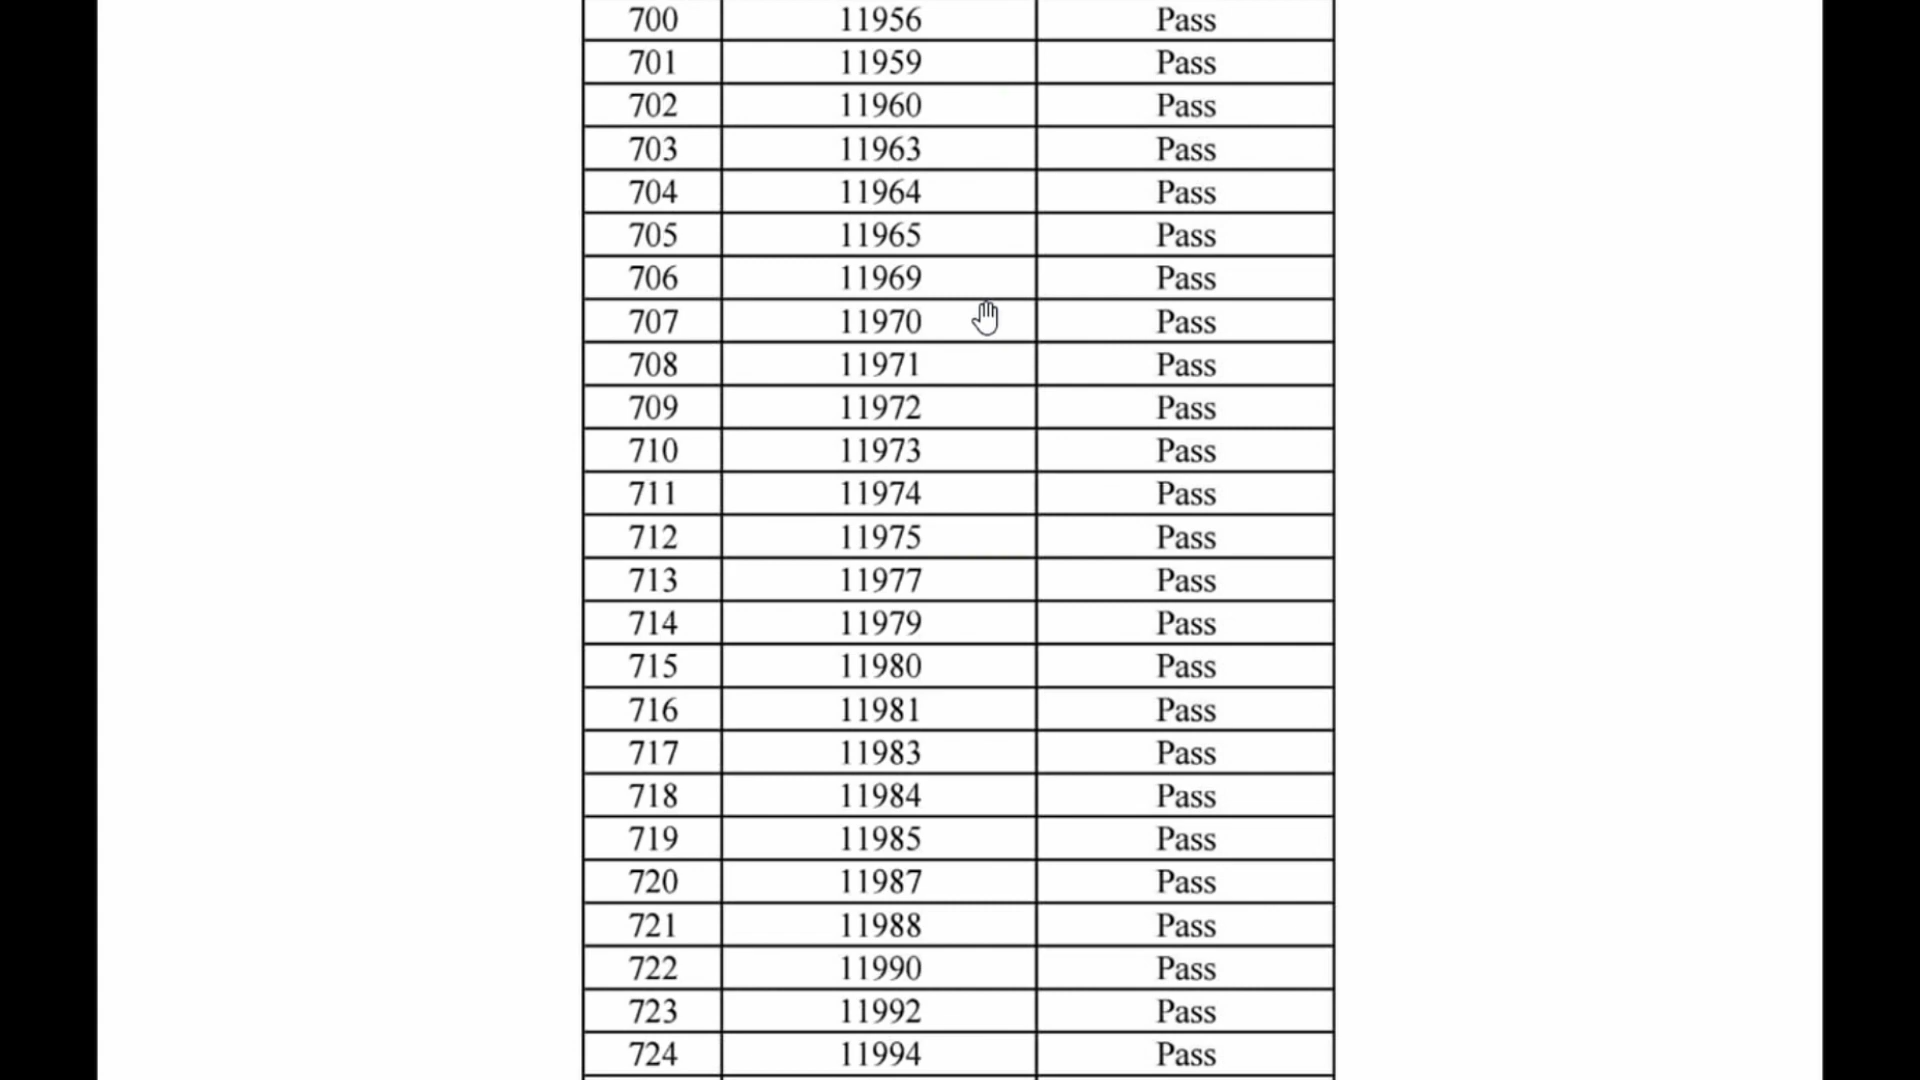 700 11956 Pass
701 11959 Pass
702 11960 Pass
703 11963 Pass
704 11964 Pass
705 11965 Pass
706 11969 Pass
707 11970 Pass
708 11971 Pass
709 11972 Pass
710 11973 Pass
711 11974 Pass
712 11975 Pass
713 11977 Pass
714 11979 Pass
715 11980 Pass
716 11981 Pass
717 11983 Pass
718 11984 Pass
719 11985 Pass
720 11987 Pass
721 11988 Pass
722 11990 Pass
723 11992 Pass
724 11994 Pass